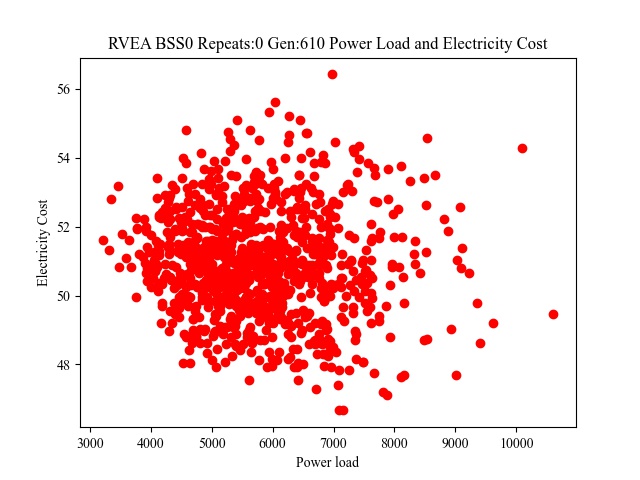 RVEA BSS0 Repeats:0 Gen:610 Power Load and Electricity Cost
56
54
52
50
48
Electricity Cost
3000 4000 5000 6000 7000 8000 9000 10000
Power load